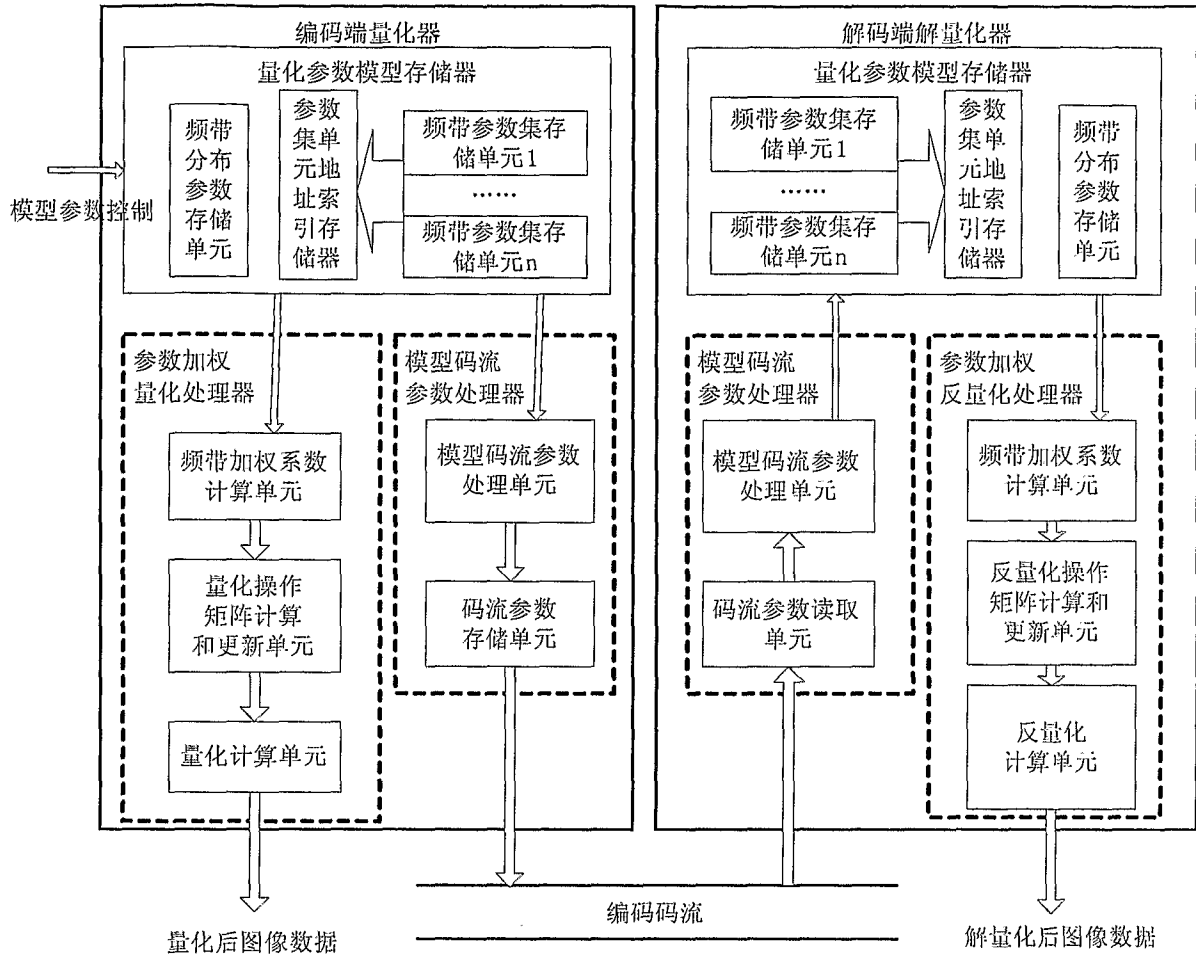 编码端量化器
量化参数模型存储器
频带
分布
参数
存储
单元
参数
集单
元地
址索
引存
储器
频带参数集存
储单元1
……
频带参数集存
储单元n
模型参数控制
参数加权
量化处理器
频带加权系数
计算单元
量化操作
矩阵计算
和更新单元
量化计算单元
模型码流
参数处理器
模型码流参数
处理单元
码流参数
存储单元
量化后图像数据
解码端解量化器
量化参数模型存储器
频带参数集存
储单元1
……
频带参数集存
储单元n
参数
集单
元地
址索
引存
储器
频带
分布
参数
存储
单元
模型码流
参数处理器
模型码流参数
处理单元
码流参数读取
单元
参数加权
反量化处理器
频带加权系数
计算单元
反量化操作
矩阵计算和
更新单元
反量化
计算单元
编码码流
解量化后图像数据